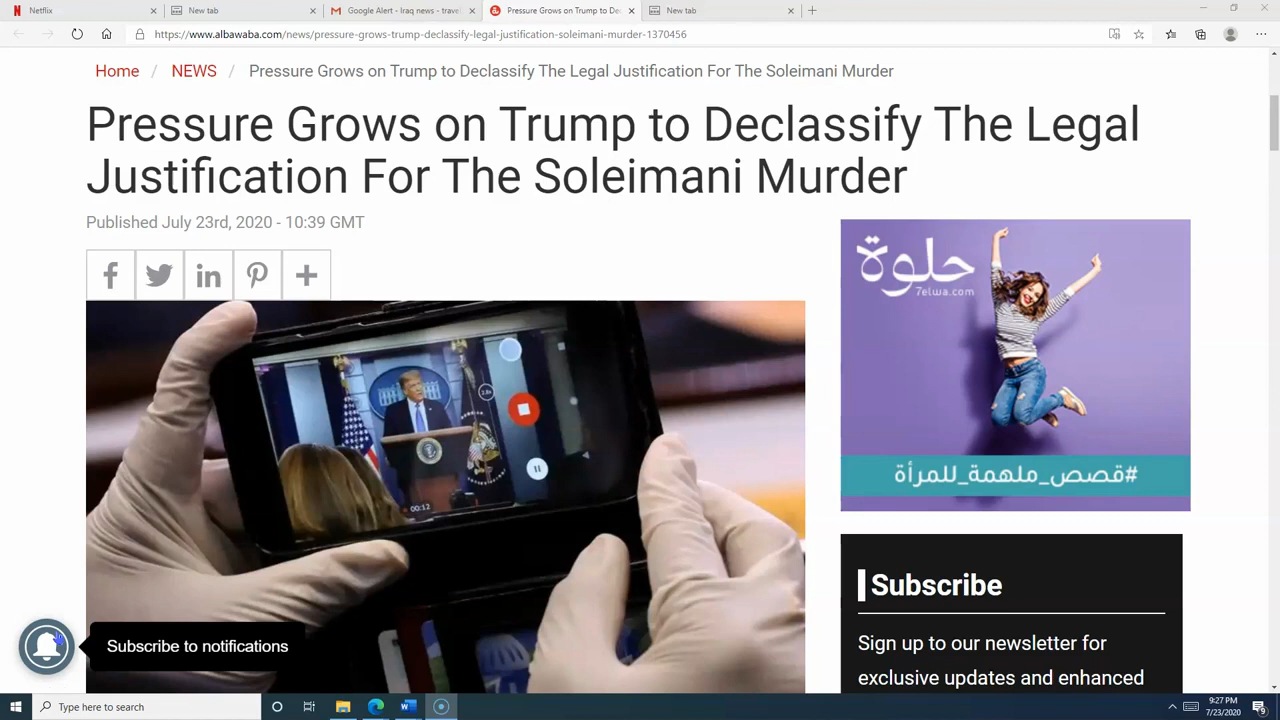 Netflix
New tab
Google Alert - Iraq news - travel
Pressure Grows on Trump to De
New tab
https://www.albawaba.com/news/pressure-grows-trump-declassify-legal-justification-soleimani-murder-1370456
Home / NEWS / Pressure Grows on Trump to Declassify The Legal Justification For The Soleimani Murder
Pressure Grows on Trump to Declassify The Legal
Justification For The Soleimani Murder
Published July 23rd, 2020 - 10:39 GMT
حلوة
7elwa.com
00:12
#قصص_ملهمة_للمرأة
Subscribe
Sign up to our newsletter for
exclusive updates and enhanced
Subscribe to notifications
Type here to search
9:27 PM
7/23/2020